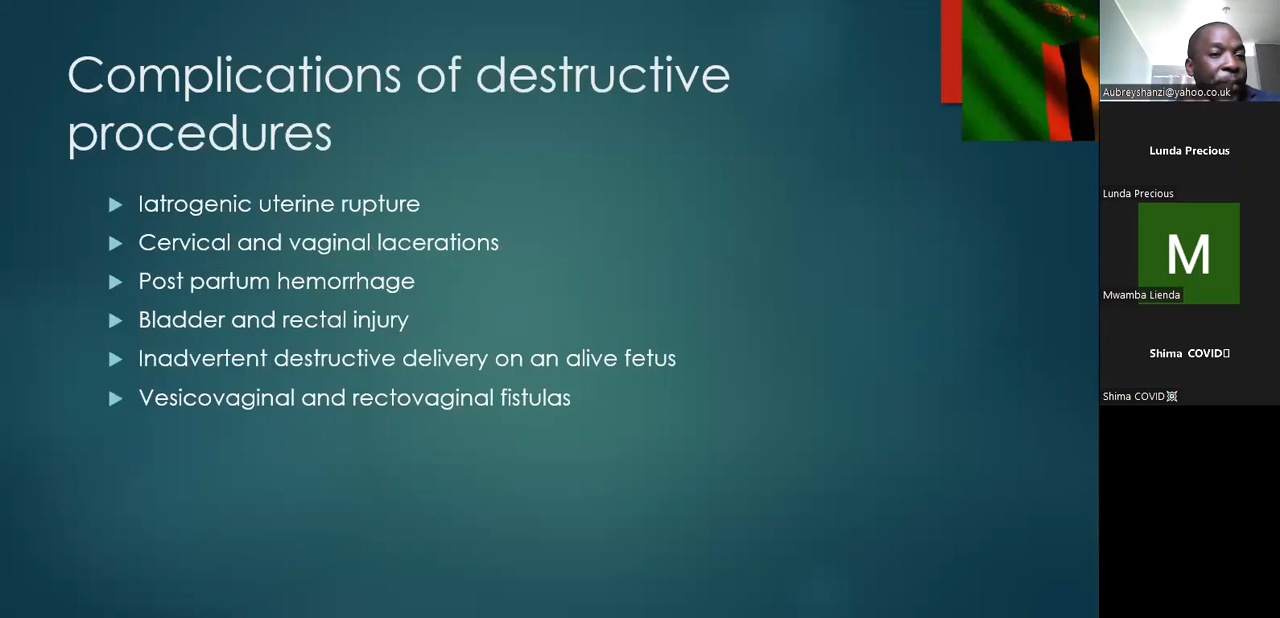 Complications of destructive
procedures
Iatrogenic uterine rupture
Cervical and vaginal lacerations
Post partum hemorrhage
Bladder and rectal injury
Inadvertent destructive delivery on an alive fetus
Vesicovaginal and rectovaginal fistulas
Aubreyshanzi@yahoo.co.uk
Lunda Precious
Lunda Precious
M
Mwamba Lienda
Shima COVID
Shima COVID